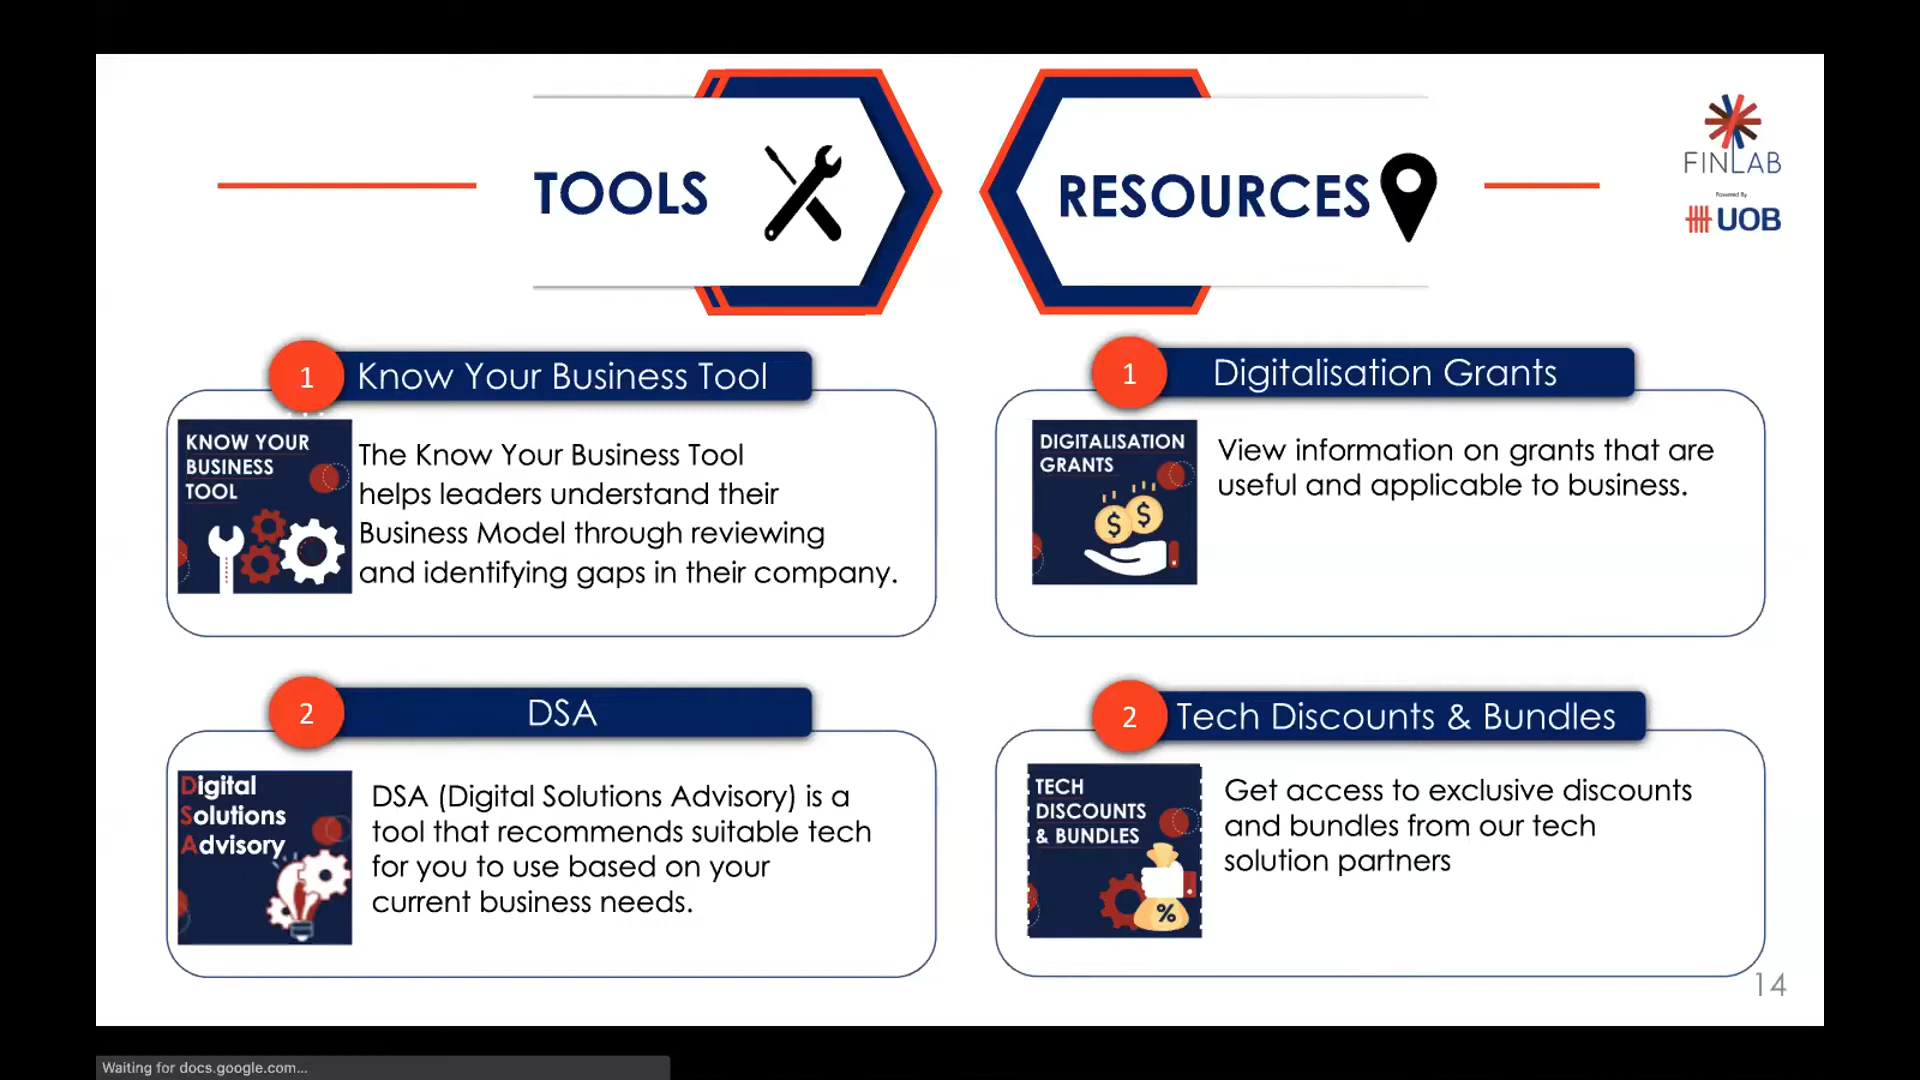 TOOLS
RESOURCES
FINLAB
Powered By
UOB
1
Know Your Business Tool
KNOW YOUR
BUSINESS
TOOL
The Know Your Business Tool
helps leaders understand their
Business Model through reviewing
and identifying gaps in their company.
1
Digitalisation Grants
DIGITALISATION
GRANTS
$ $
View information on grants that are
useful and applicable to business.
2
DSA
Digital
Solutions
Advisory
DSA (Digital Solutions Advisory) is a
tool that recommends suitable tech
for you to use based on your
current business needs.
2
Tech Discounts & Bundles
TECH
DISCOUNTS
& BUNDLES
%
Get access to exclusive discounts
and bundles from our tech
solution partners
14
Waiting for docs.google.com...